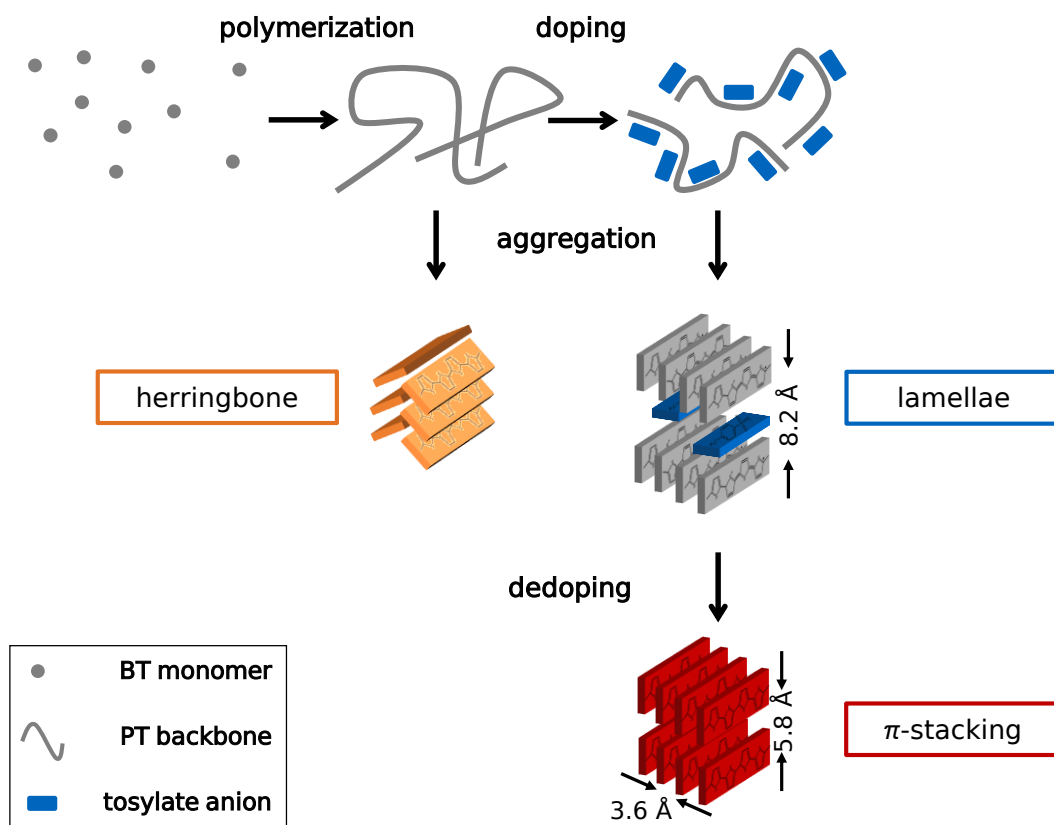 polymerization
doping
aggregation
herringbone
8.2 Å
lamellae
dedoping
BT monomer
PT backbone
tosylate anion
5.8 Å
3.6 Å
π-stacking